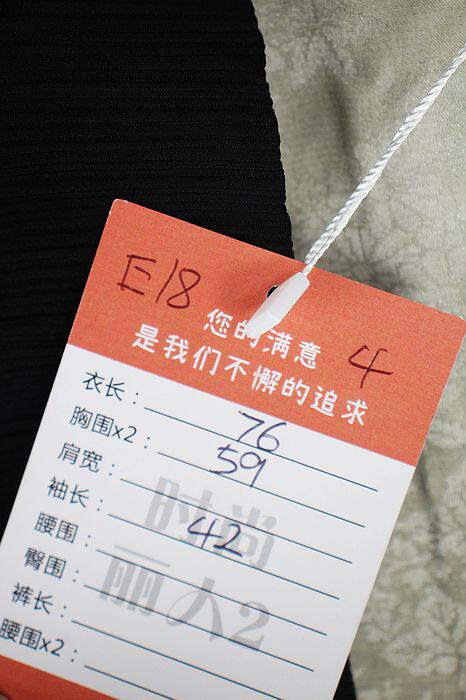 E18
您的满意
是我们不懈的追求
4
衣长： 76
胸围x2： 59
肩宽：
袖长： 42
腰围：
臀围：
裤长：
腰围x2：
时尚
丽人2